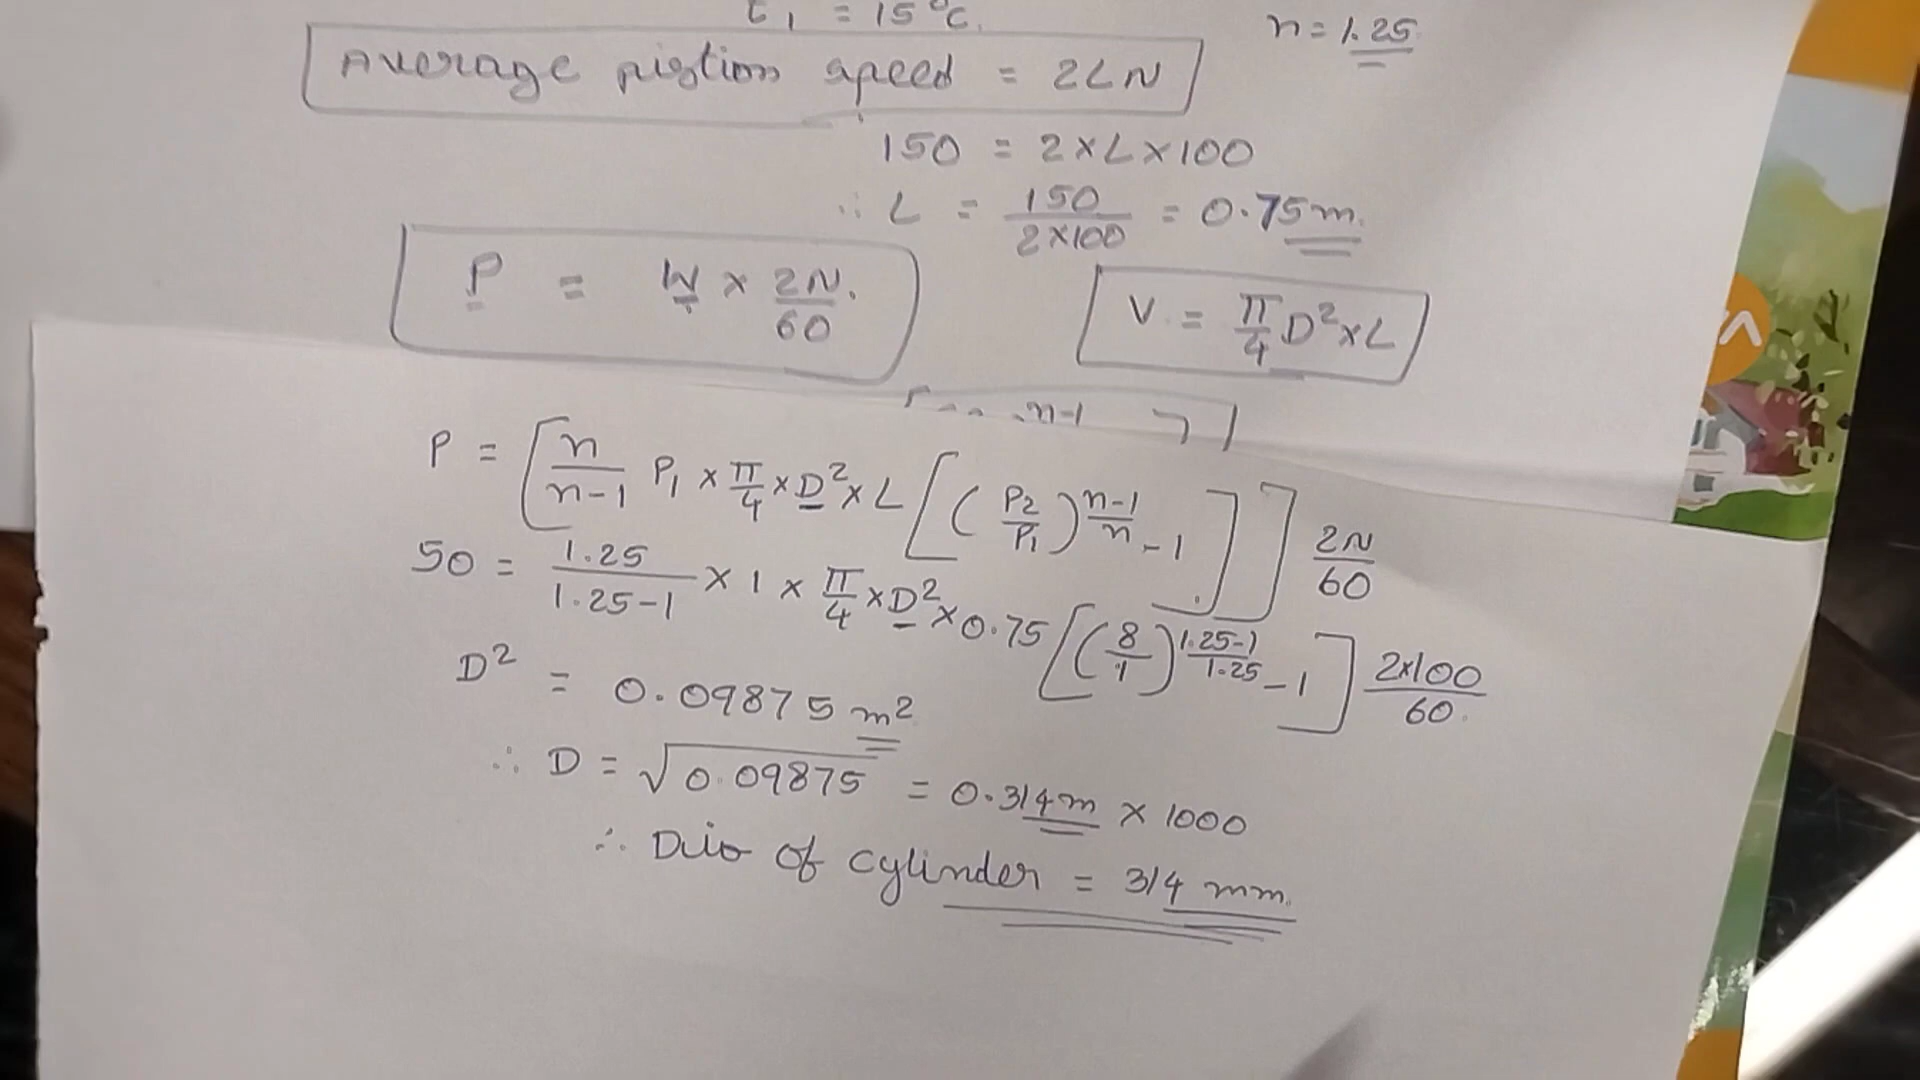 t₁ = 15°C.
n = 1.25
Average pistion speed = 2LN
150 = 2×L×100
∴ L = 150/(2×100) = 0.75m.
P = W × 2N/60.
V = π/4 D²×L
n-1
P = [n/(n-1) P₁ × π/4 × D² × L [(P₂/P₁)^((n-1)/n) - 1]] 2N/60
50 = 1.25/(1.25-1) × 1 × π/4 × D² × 0.75 [(8/1)^((1.25-1)/1.25) - 1] 2×100/60.
D² = 0.09875 m²
∴ D = √0.09875 = 0.314m × 1000
∴ Dia of cylinder = 314 mm.